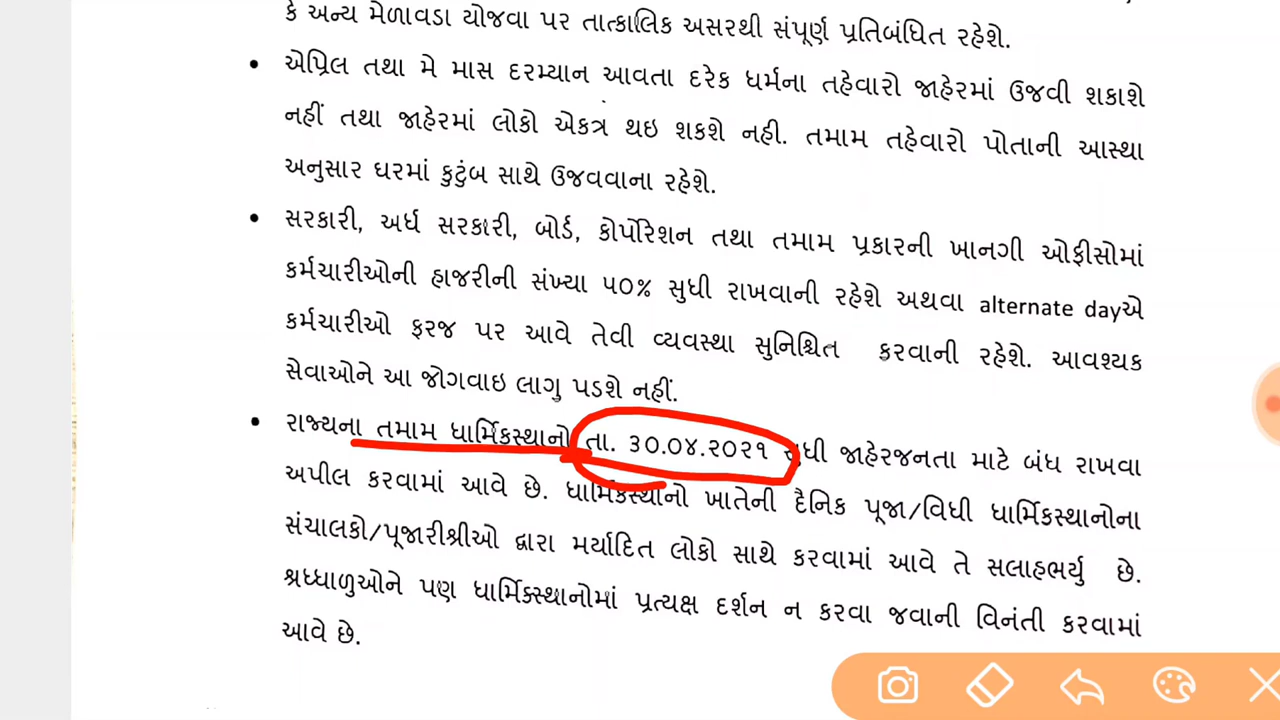 કે અન્ય મેળાવડા યોજવા પર તાત્કાલિક અસરથી સંપૂર્ણ પ્રતિબંધિત રહેશે.
• એપ્રિલ તથા મે માસ દરમ્યાન આવતા દરેક ધર્મના તહેવારો જાહેરમાં ઉજવી શકાશે
નહીં તથા જાહેરમાં લોકો એકત્રં થઇ શકશે નહી. તમામ તહેવારો પોતાની આસ્થા
અનુસાર ઘરમાં કુટુંબ સાથે ઉજવવાના રહેશે.
• સરકારી, અર્ધ સરકારી, બોર્ડ, કોર્પોરેશન તથા તમામ પ્રકારની ખાનગી ઓફીસોમાં
કર્મચારીઓની હાજરીની સંખ્યા ૫૦% સુધી રાખવાની રહેશે અથવા alternate dayએ
કર્મચારીઓ ફરજ પર આવે તેવી વ્યવસ્થા સુનિશ્ચિત કરવાની રહેશે. આવશ્યક
સેવાઓને આ જોગવાઇ લાગુ પડશે નહીં.
• રાજ્યના તમામ ધાર્મિકસ્થાનો તા. ૩૦.૦૪.૨૦૨૧ સુધી જાહેરજનતા માટે બંધ રાખવા
અપીલ કરવામાં આવે છે. ધાર્મિકસ્થાનો ખાતેની દૈનિક પૂજા/વિધી ધાર્મિકસ્થાનોના
સંચાલકો/પૂજારીશ્રીઓ દ્વારા મર્યાદિત લોકો સાથે કરવામાં આવે તે સલાહભર્યુ છે.
શ્રધ્ધાળુઓને પણ ધાર્મિક્સ્થાનોમાં પ્રત્યક્ષ દર્શન ન કરવા જવાની વિનંતી કરવામાં
આવે છે.